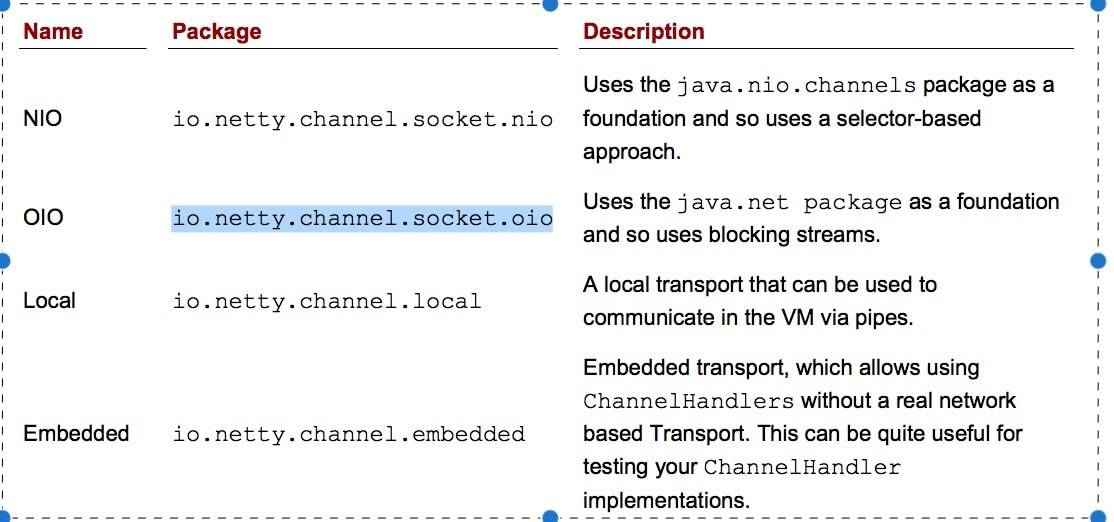 Name Package Description
Uses the java.nio.channels package as a
NIO io.netty.channel.socket.nio foundation and so uses a selector-based
approach.
OIO io.netty.channel.socket.oio Uses the java.net package as a foundation
and so uses blocking streams.
Local io.netty.channel.local A local transport that can be used to
communicate in the VM via pipes.
Embedded transport, which allows using
ChannelHandlers without a real network
Embedded io.netty.channel.embedded based Transport. This can be quite useful for
testing your ChannelHandler
implementations.